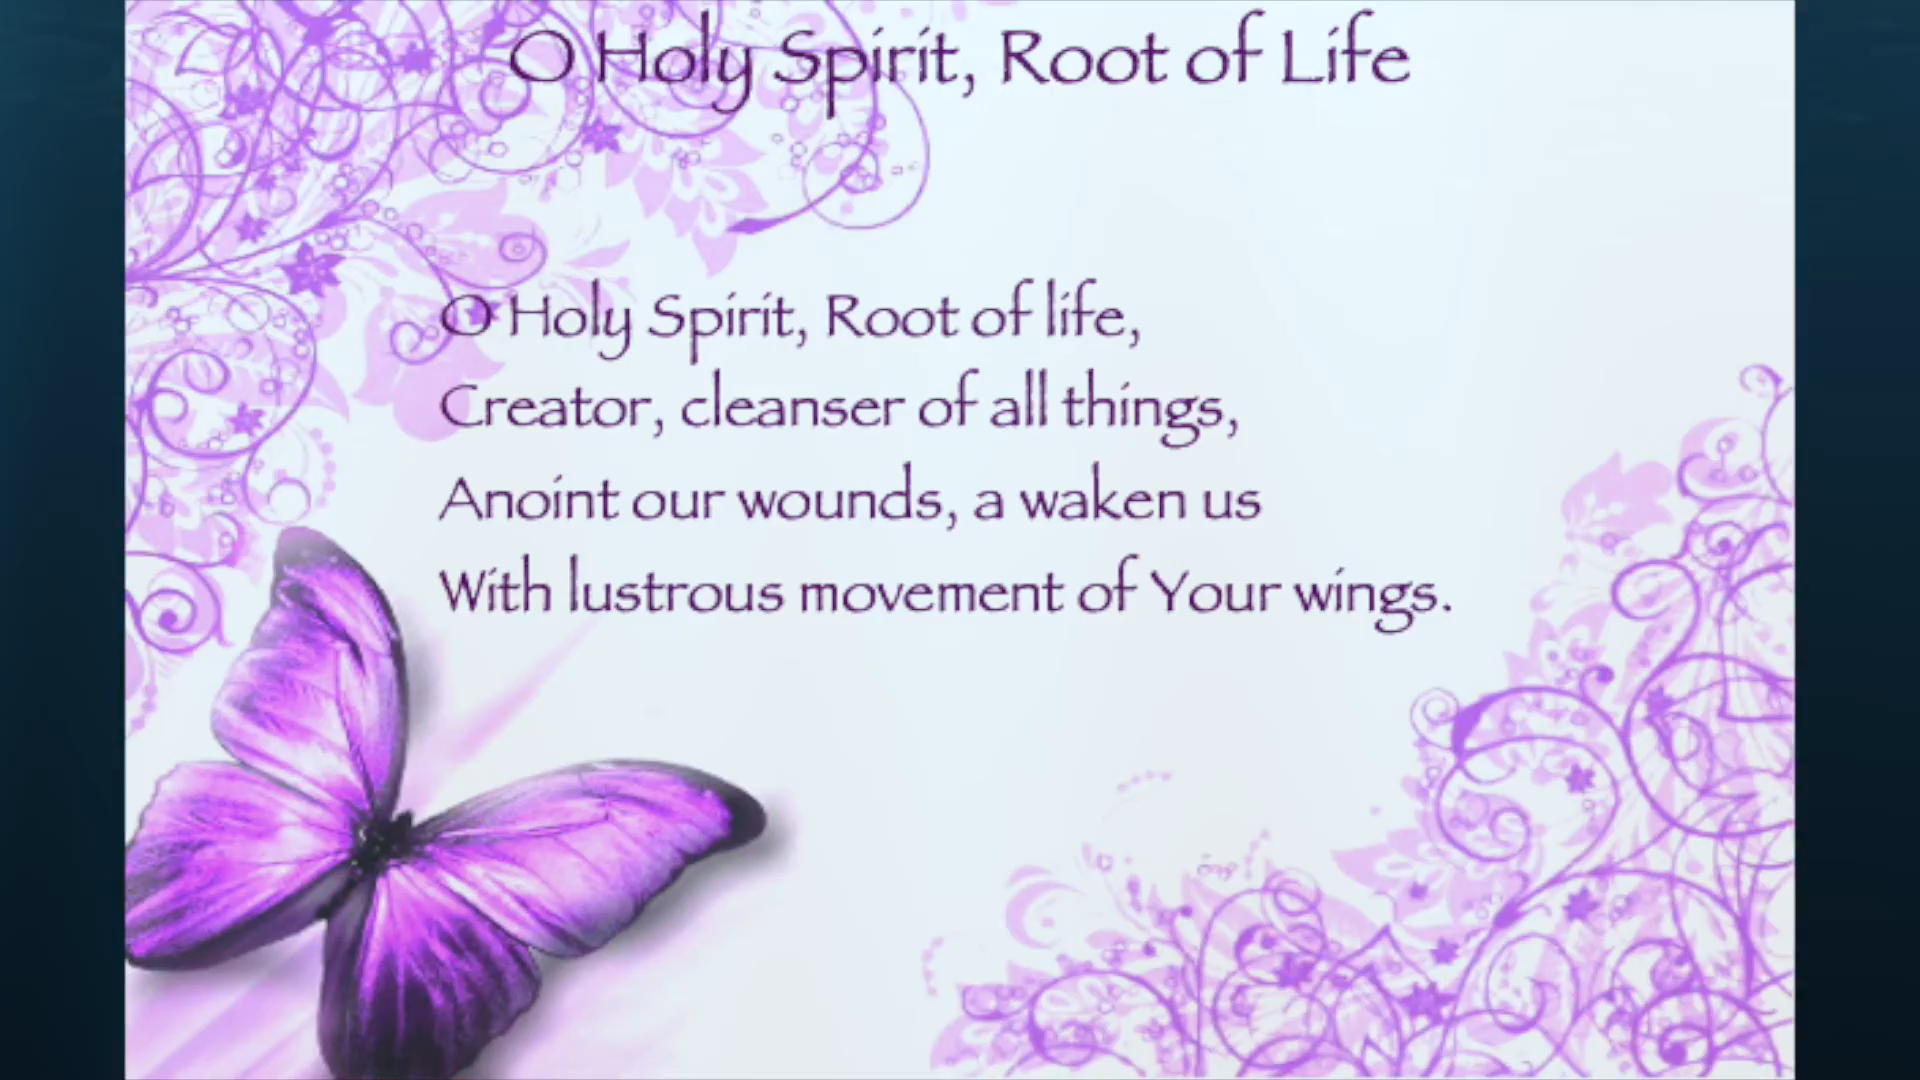 O Holy Spirit, Root of Life
O Holy Spirit, Root of life,
Creator, cleanser of all things,
Anoint our wounds, a waken us
With lustrous movement of Your wings.